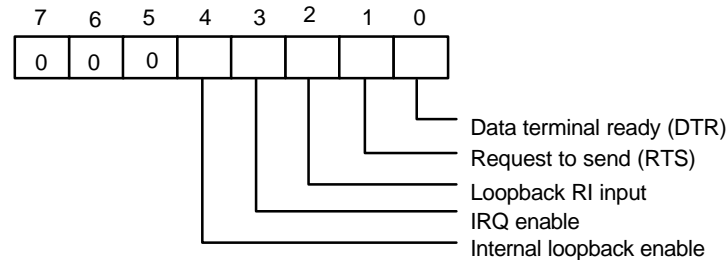 7 6 5 4 3 2 1 0
0 0 0
Data terminal ready (DTR)
Request to send (RTS)
Loopback RI input
IRQ enable
Internal loopback enable